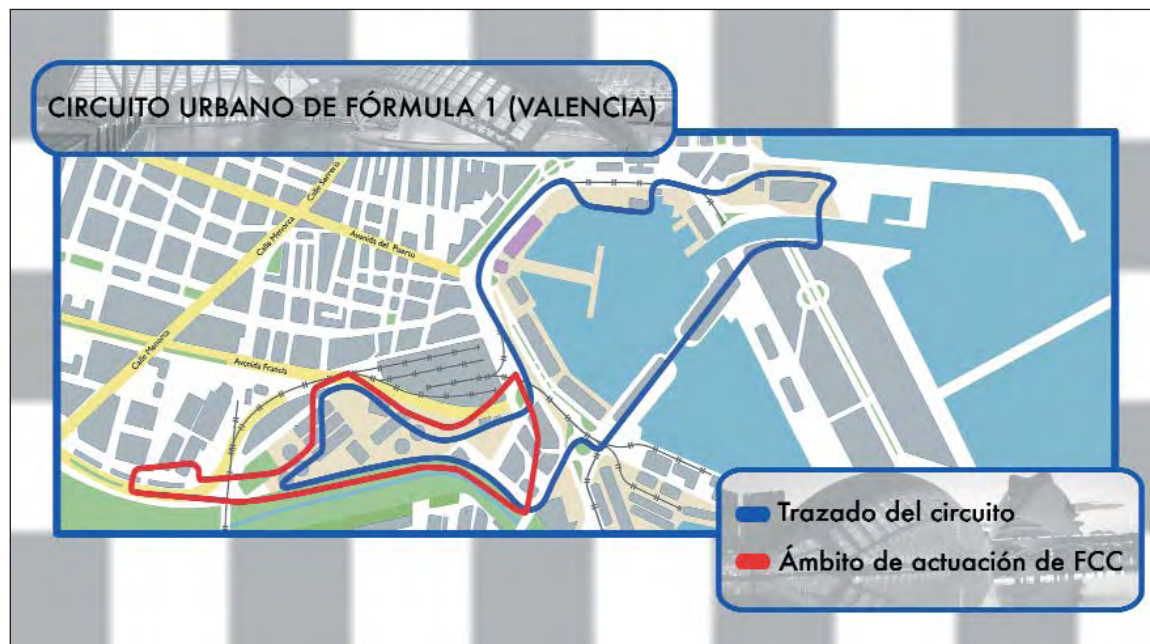 CIRCUITO URBANO DE FÓRMULA 1 (VALENCIA)
Calle Serrero
Calle Menorca
Avenida del Puerto
Calle Menorca
Avenida Francia
Trazado del circuito
Ámbito de actuación de FCC